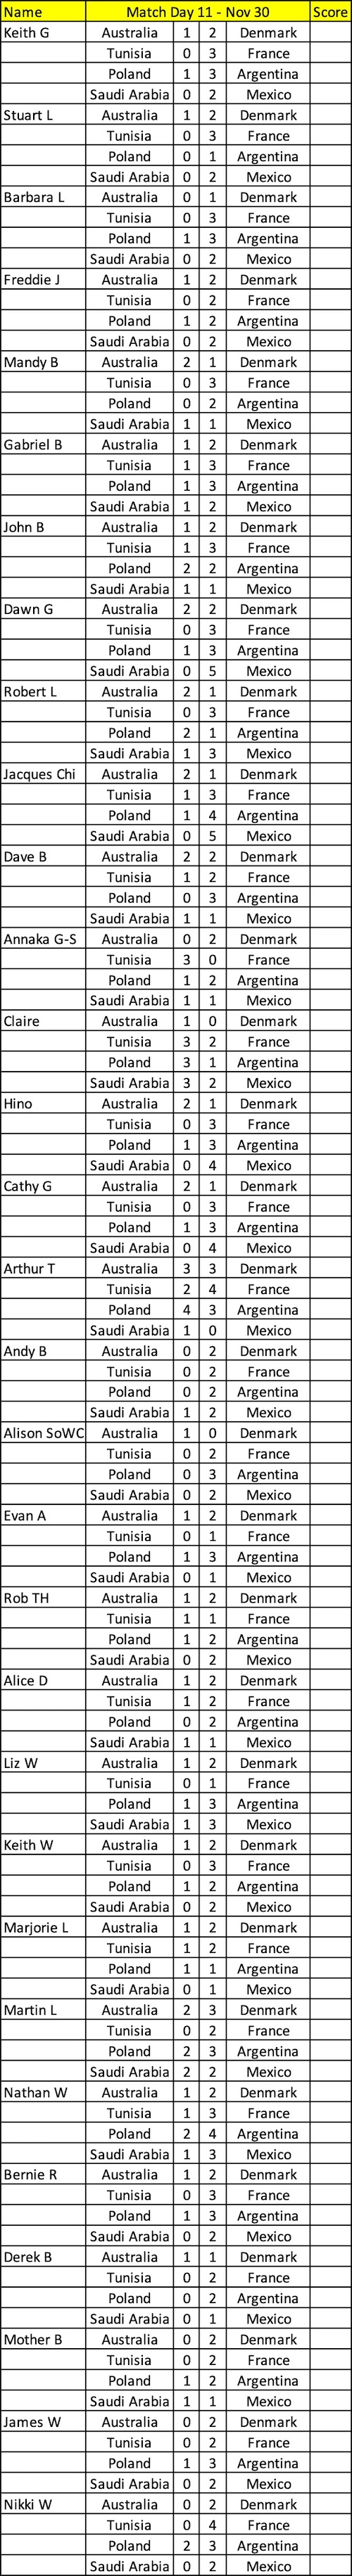 Name Match Day 11 - Nov 30 Score
Keith G Australia 1 2 Denmark
Tunisia 0 3 France
Poland 1 3 Argentina
Saudi Arabia 0 2 Mexico
Stuart L Australia 1 2 Denmark
Tunisia 0 3 France
Poland 0 1 Argentina
Saudi Arabia 0 2 Mexico
Barbara L Australia 0 1 Denmark
Tunisia 0 3 France
Poland 1 3 Argentina
Saudi Arabia 0 2 Mexico
Freddie J Australia 1 2 Denmark
Tunisia 0 2 France
Poland 1 2 Argentina
Saudi Arabia 0 2 Mexico
Mandy B Australia 2 1 Denmark
Tunisia 0 3 France
Poland 0 2 Argentina
Saudi Arabia 1 1 Mexico
Gabriel B Australia 1 2 Denmark
Tunisia 1 3 France
Poland 1 3 Argentina
Saudi Arabia 1 2 Mexico
John B Australia 1 2 Denmark
Tunisia 1 3 France
Poland 2 2 Argentina
Saudi Arabia 1 1 Mexico
Dawn G Australia 2 2 Denmark
Tunisia 0 3 France
Poland 1 3 Argentina
Saudi Arabia 0 5 Mexico
Robert L Australia 2 1 Denmark
Tunisia 0 3 France
Poland 2 1 Argentina
Saudi Arabia 1 3 Mexico
Jacques Chi Australia 2 1 Denmark
Tunisia 1 3 France
Poland 1 4 Argentina
Saudi Arabia 0 5 Mexico
Dave B Australia 2 2 Denmark
Tunisia 1 2 France
Poland 0 3 Argentina
Saudi Arabia 1 1 Mexico
Annaka G-S Australia 0 2 Denmark
Tunisia 3 0 France
Poland 1 2 Argentina
Saudi Arabia 1 1 Mexico
Claire Australia 1 0 Denmark
Tunisia 3 2 France
Poland 3 1 Argentina
Saudi Arabia 3 2 Mexico
Hino Australia 2 1 Denmark
Tunisia 0 3 France
Poland 1 3 Argentina
Saudi Arabia 0 4 Mexico
Cathy G Australia 2 1 Denmark
Tunisia 0 3 France
Poland 1 3 Argentina
Saudi Arabia 0 4 Mexico
Arthur T Australia 3 3 Denmark
Tunisia 2 4 France
Poland 4 3 Argentina
Saudi Arabia 1 0 Mexico
Andy B Australia 0 2 Denmark
Tunisia 0 2 France
Poland 0 2 Argentina
Saudi Arabia 1 2 Mexico
Alison SoWC Australia 1 0 Denmark
Tunisia 0 2 France
Poland 0 3 Argentina
Saudi Arabia 0 2 Mexico
Evan A Australia 1 2 Denmark
Tunisia 0 1 France
Poland 1 3 Argentina
Saudi Arabia 0 1 Mexico
Rob TH Australia 1 2 Denmark
Tunisia 1 1 France
Poland 1 2 Argentina
Saudi Arabia 0 2 Mexico
Alice D Australia 1 2 Denmark
Tunisia 1 2 France
Poland 0 2 Argentina
Saudi Arabia 1 1 Mexico
Liz W Australia 1 2 Denmark
Tunisia 0 1 France
Poland 1 3 Argentina
Saudi Arabia 1 3 Mexico
Keith W Australia 1 2 Denmark
Tunisia 0 3 France
Poland 1 2 Argentina
Saudi Arabia 0 2 Mexico
Marjorie L Australia 1 2 Denmark
Tunisia 1 2 France
Poland 1 1 Argentina
Saudi Arabia 0 1 Mexico
Martin L Australia 2 3 Denmark
Tunisia 0 2 France
Poland 2 3 Argentina
Saudi Arabia 2 2 Mexico
Nathan W Australia 1 2 Denmark
Tunisia 1 3 France
Poland 2 4 Argentina
Saudi Arabia 1 3 Mexico
Bernie R Australia 1 2 Denmark
Tunisia 0 3 France
Poland 1 3 Argentina
Saudi Arabia 0 2 Mexico
Derek B Australia 1 1 Denmark
Tunisia 0 2 France
Poland 0 2 Argentina
Saudi Arabia 0 1 Mexico
Mother B Australia 0 2 Denmark
Tunisia 0 2 France
Poland 1 2 Argentina
Saudi Arabia 1 1 Mexico
James W Australia 0 2 Denmark
Tunisia 0 2 France
Poland 1 3 Argentina
Saudi Arabia 0 2 Mexico
Nikki W Australia 0 2 Denmark
Tunisia 0 4 France
Poland 2 3 Argentina
Saudi Arabia 0 2 Mexico